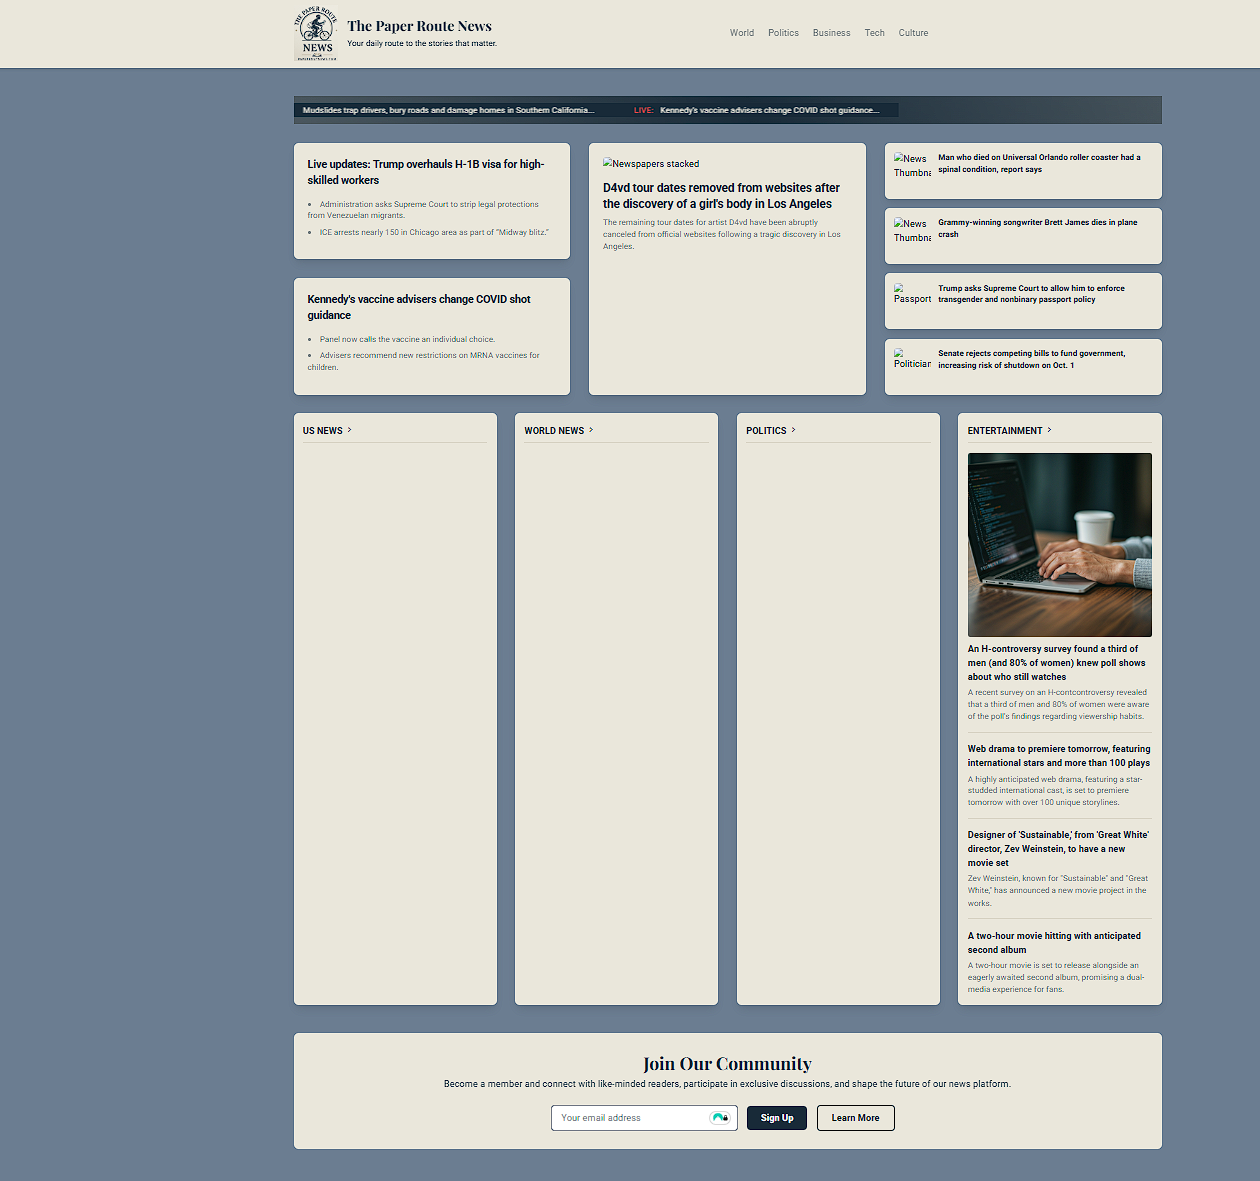 THE PAPER ROUTE
NEWS
The Paper Route News
Your daily route to the stories that matter.
World Politics Business Tech Culture
Mudslides trap drivers, bury roads and damage homes in Southern California...
LIVE: Kennedy's vaccine advisers change COVID shot guidance...
Live updates: Trump overhauls H-1B visa for high-
skilled workers
• Administration asks Supreme Court to strip legal protections
from Venezuelan migrants.
• ICE arrests nearly 150 in Chicago area as part of "Midway blitz."
Kennedy's vaccine advisers change COVID shot
guidance
• Panel now calls the vaccine an individual choice.
• Advisers recommend new restrictions on MRNA vaccines for
children.
Newspapers stacked
D4vd tour dates removed from websites after
the discovery of a girl's body in Los Angeles
The remaining tour dates for artist D4vd have been abruptly
canceled from official websites following a tragic discovery in Los
Angeles.
News
Thumbna
Man who died on Universal Orlando roller coaster had a
spinal condition, report says
News
Thumbna
Grammy-winning songwriter Brett James dies in plane
crash
Passport
Trump asks Supreme Court to allow him to enforce
transgender and nonbinary passport policy
Politician
Senate rejects competing bills to fund government,
increasing risk of shutdown on Oct. 1
US NEWS >
WORLD NEWS >
POLITICS >
ENTERTAINMENT >
An H-controversy survey found a third of
men (and 80% of women) knew poll shows
about who still watches
A recent survey on an H-contcontroversy revealed
that a third of men and 80% of women were aware
of the poll's findings regarding viewership habits.
Web drama to premiere tomorrow, featuring
international stars and more than 100 plays
A highly anticipated web drama, featuring a star-
studded international cast, is set to premiere
tomorrow with over 100 unique storylines.
Designer of 'Sustainable,' from 'Great White'
director, Zev Weinstein, to have a new
movie set
Zev Weinstein, known for "Sustainable" and "Great
White," has announced a new movie project in the
works.
A two-hour movie hitting with anticipated
second album
A two-hour movie is set to release alongside an
eagerly awaited second album, promising a dual-
media experience for fans.
Join Our Community
Become a member and connect with like-minded readers, participate in exclusive discussions, and shape the future of our news platform.
Your email address
Sign Up
Learn More